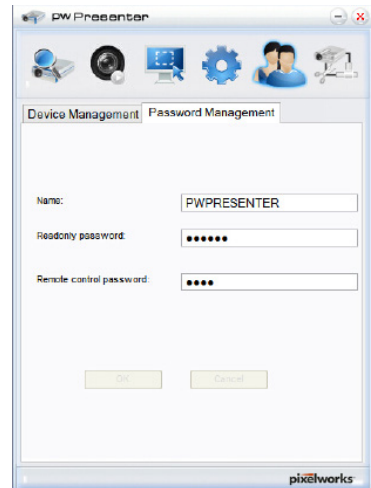 PW Presenter
Device Management Password Management
Name: PWPRESENTER
Readonly password: ●●●●●●
Remote control password: ●●●●
OK Cancel
pixelworks